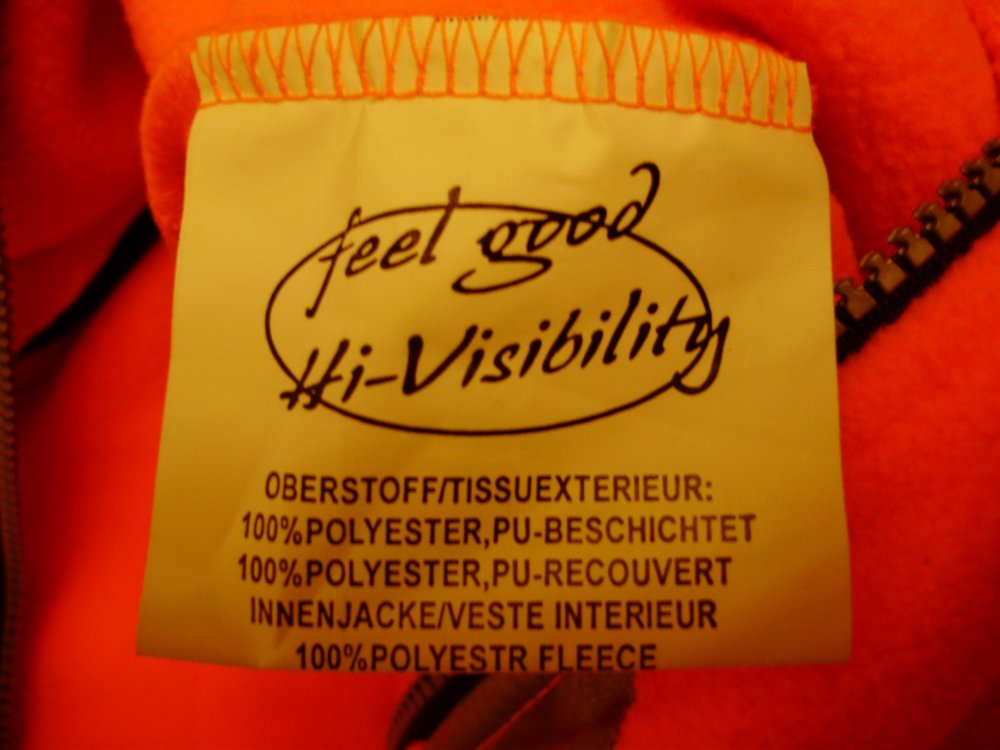 feel good
Hi-Visibility
OBERSTOFF/TISSUEXTERIEUR:
100%POLYESTER,PU-BESCHICHTET
100%POLYESTER,PU-RECOUVERT
INNENJACKE/VESTE INTERIEUR
100%POLYESTR FLEECE